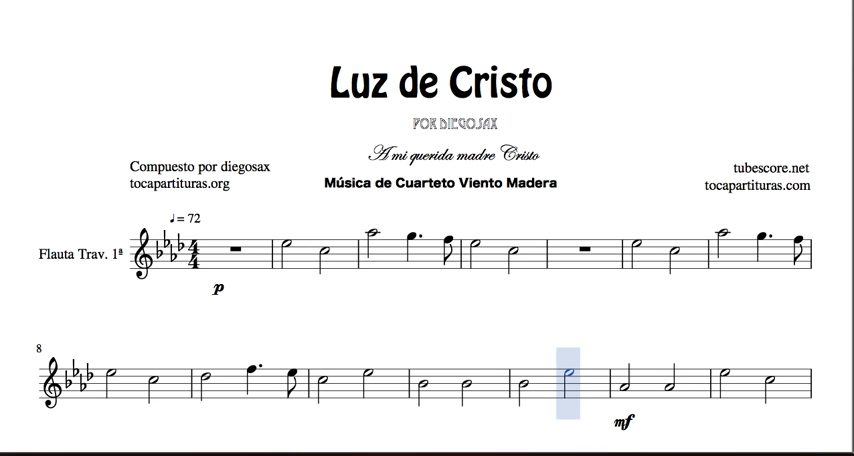 Luz de Cristo
POR DIEGOSAX
A mi querida madre Cristo
Compuesto por diegosax
tubescore.net
tocapartituras.org
Música de Cuarteto Viento Madera
tocapartituras.com
♩ = 72
Flauta Trav. 1ª
p
8
mf